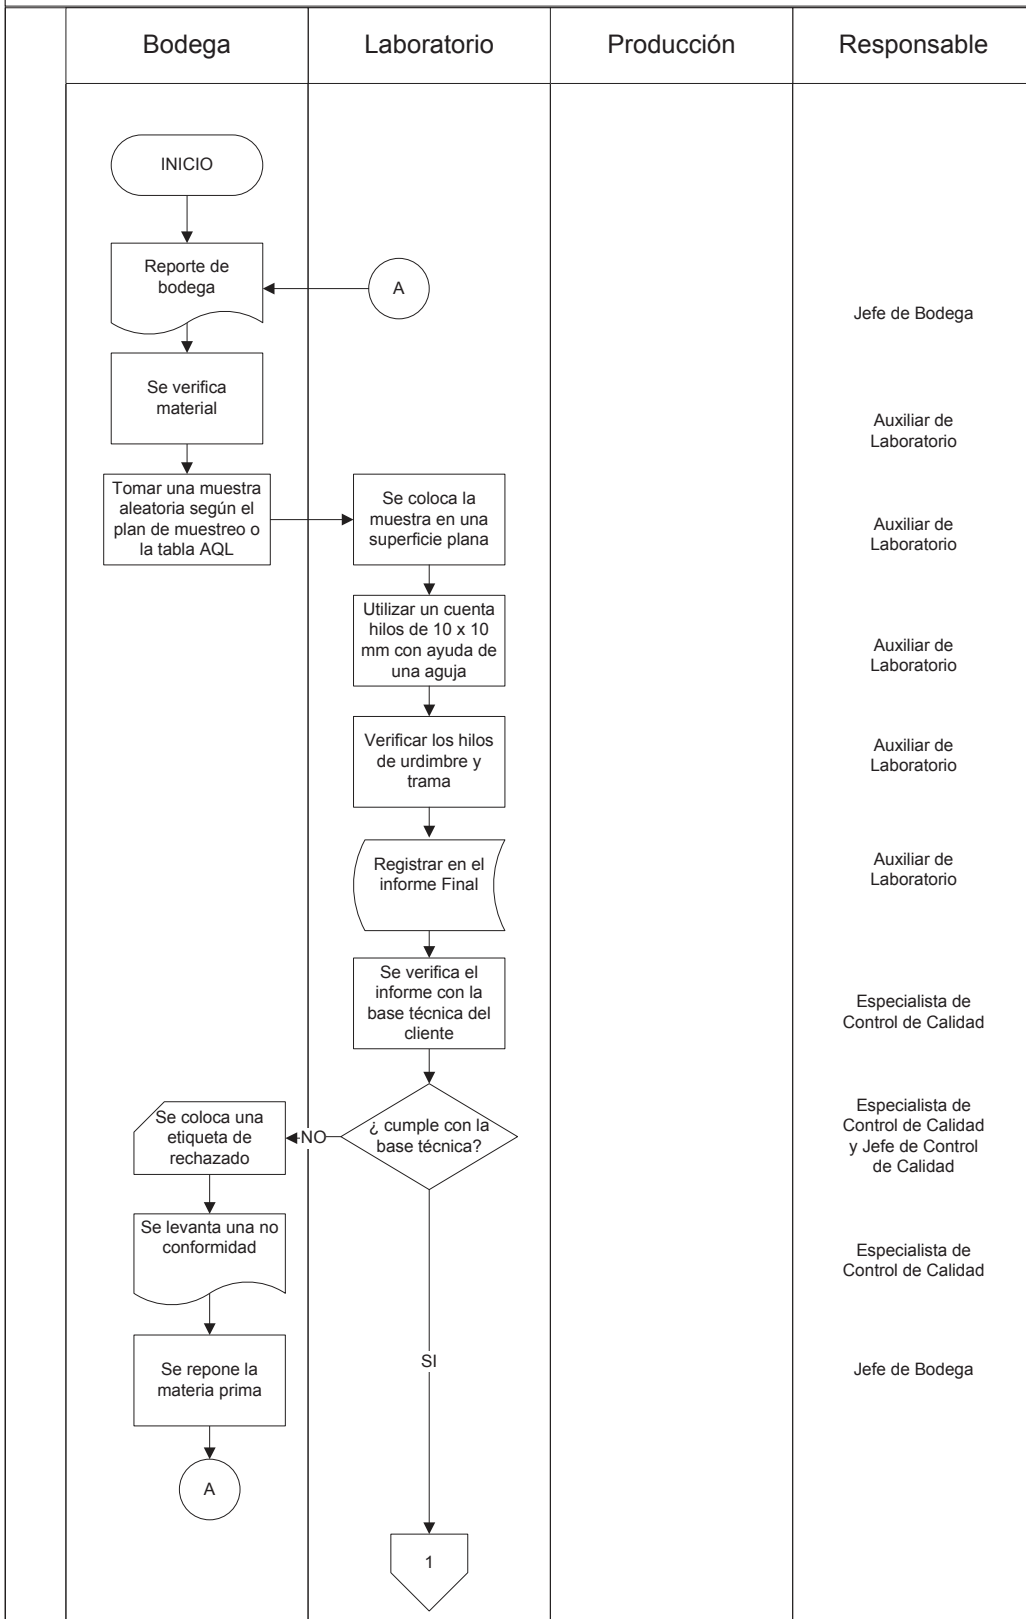 Bodega
Laboratorio
Producción
Responsable
INICIO
Reporte de
bodega
A
Jefe de Bodega
Se verifica
material
Auxiliar de
Laboratorio
Tomar una muestra
aleatoria según el
plan de muestreo o
la tabla AQL
Se coloca la
muestra en una
superficie plana
Auxiliar de
Laboratorio
Utilizar un cuenta
hilos de 10 x 10
mm con ayuda de
una aguja
Auxiliar de
Laboratorio
Verificar los hilos
de urdimbre y
trama
Auxiliar de
Laboratorio
Registrar en el
informe Final
Auxiliar de
Laboratorio
Se verifica el
informe con la
base técnica del
cliente
Especialista de
Control de Calidad
¿ cumple con la
base técnica?
NO
Se coloca una
etiqueta de
rechazado
Especialista de
Control de Calidad
y Jefe de Control
de Calidad
Se levanta una no
conformidad
Especialista de
Control de Calidad
SI
Se repone la
materia prima
Jefe de Bodega
A
1